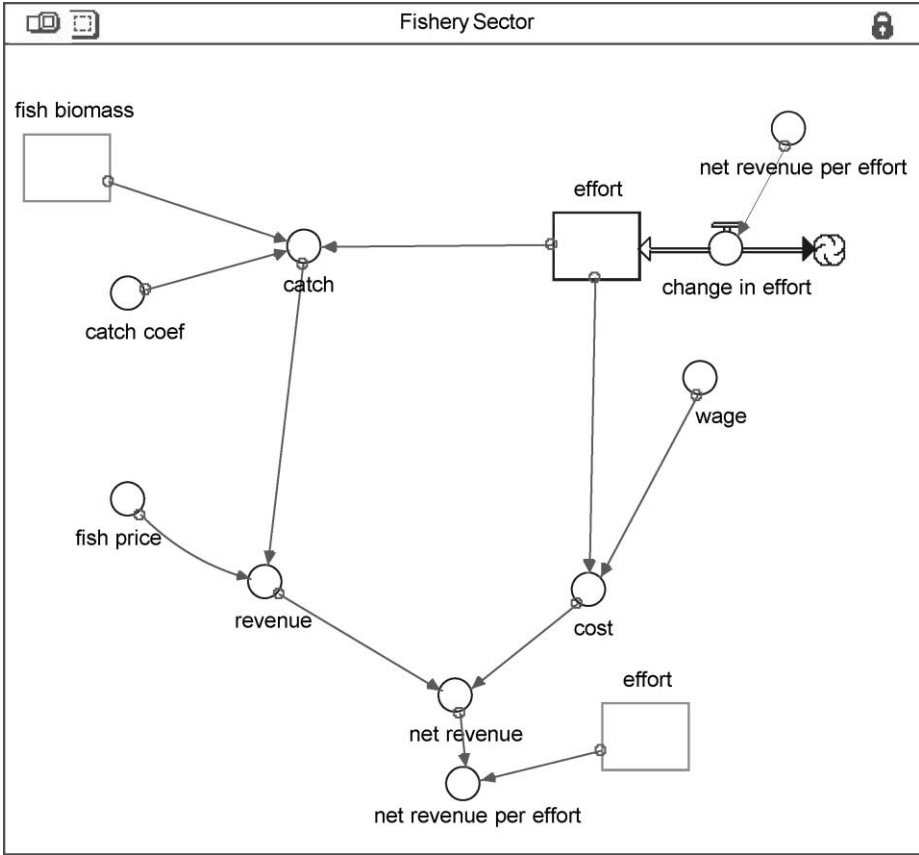 Fishery Sector
fish biomass
net revenue per effort
effort
catch
change in effort
catch coef
wage
fish price
revenue
cost
effort
net revenue
net revenue per effort